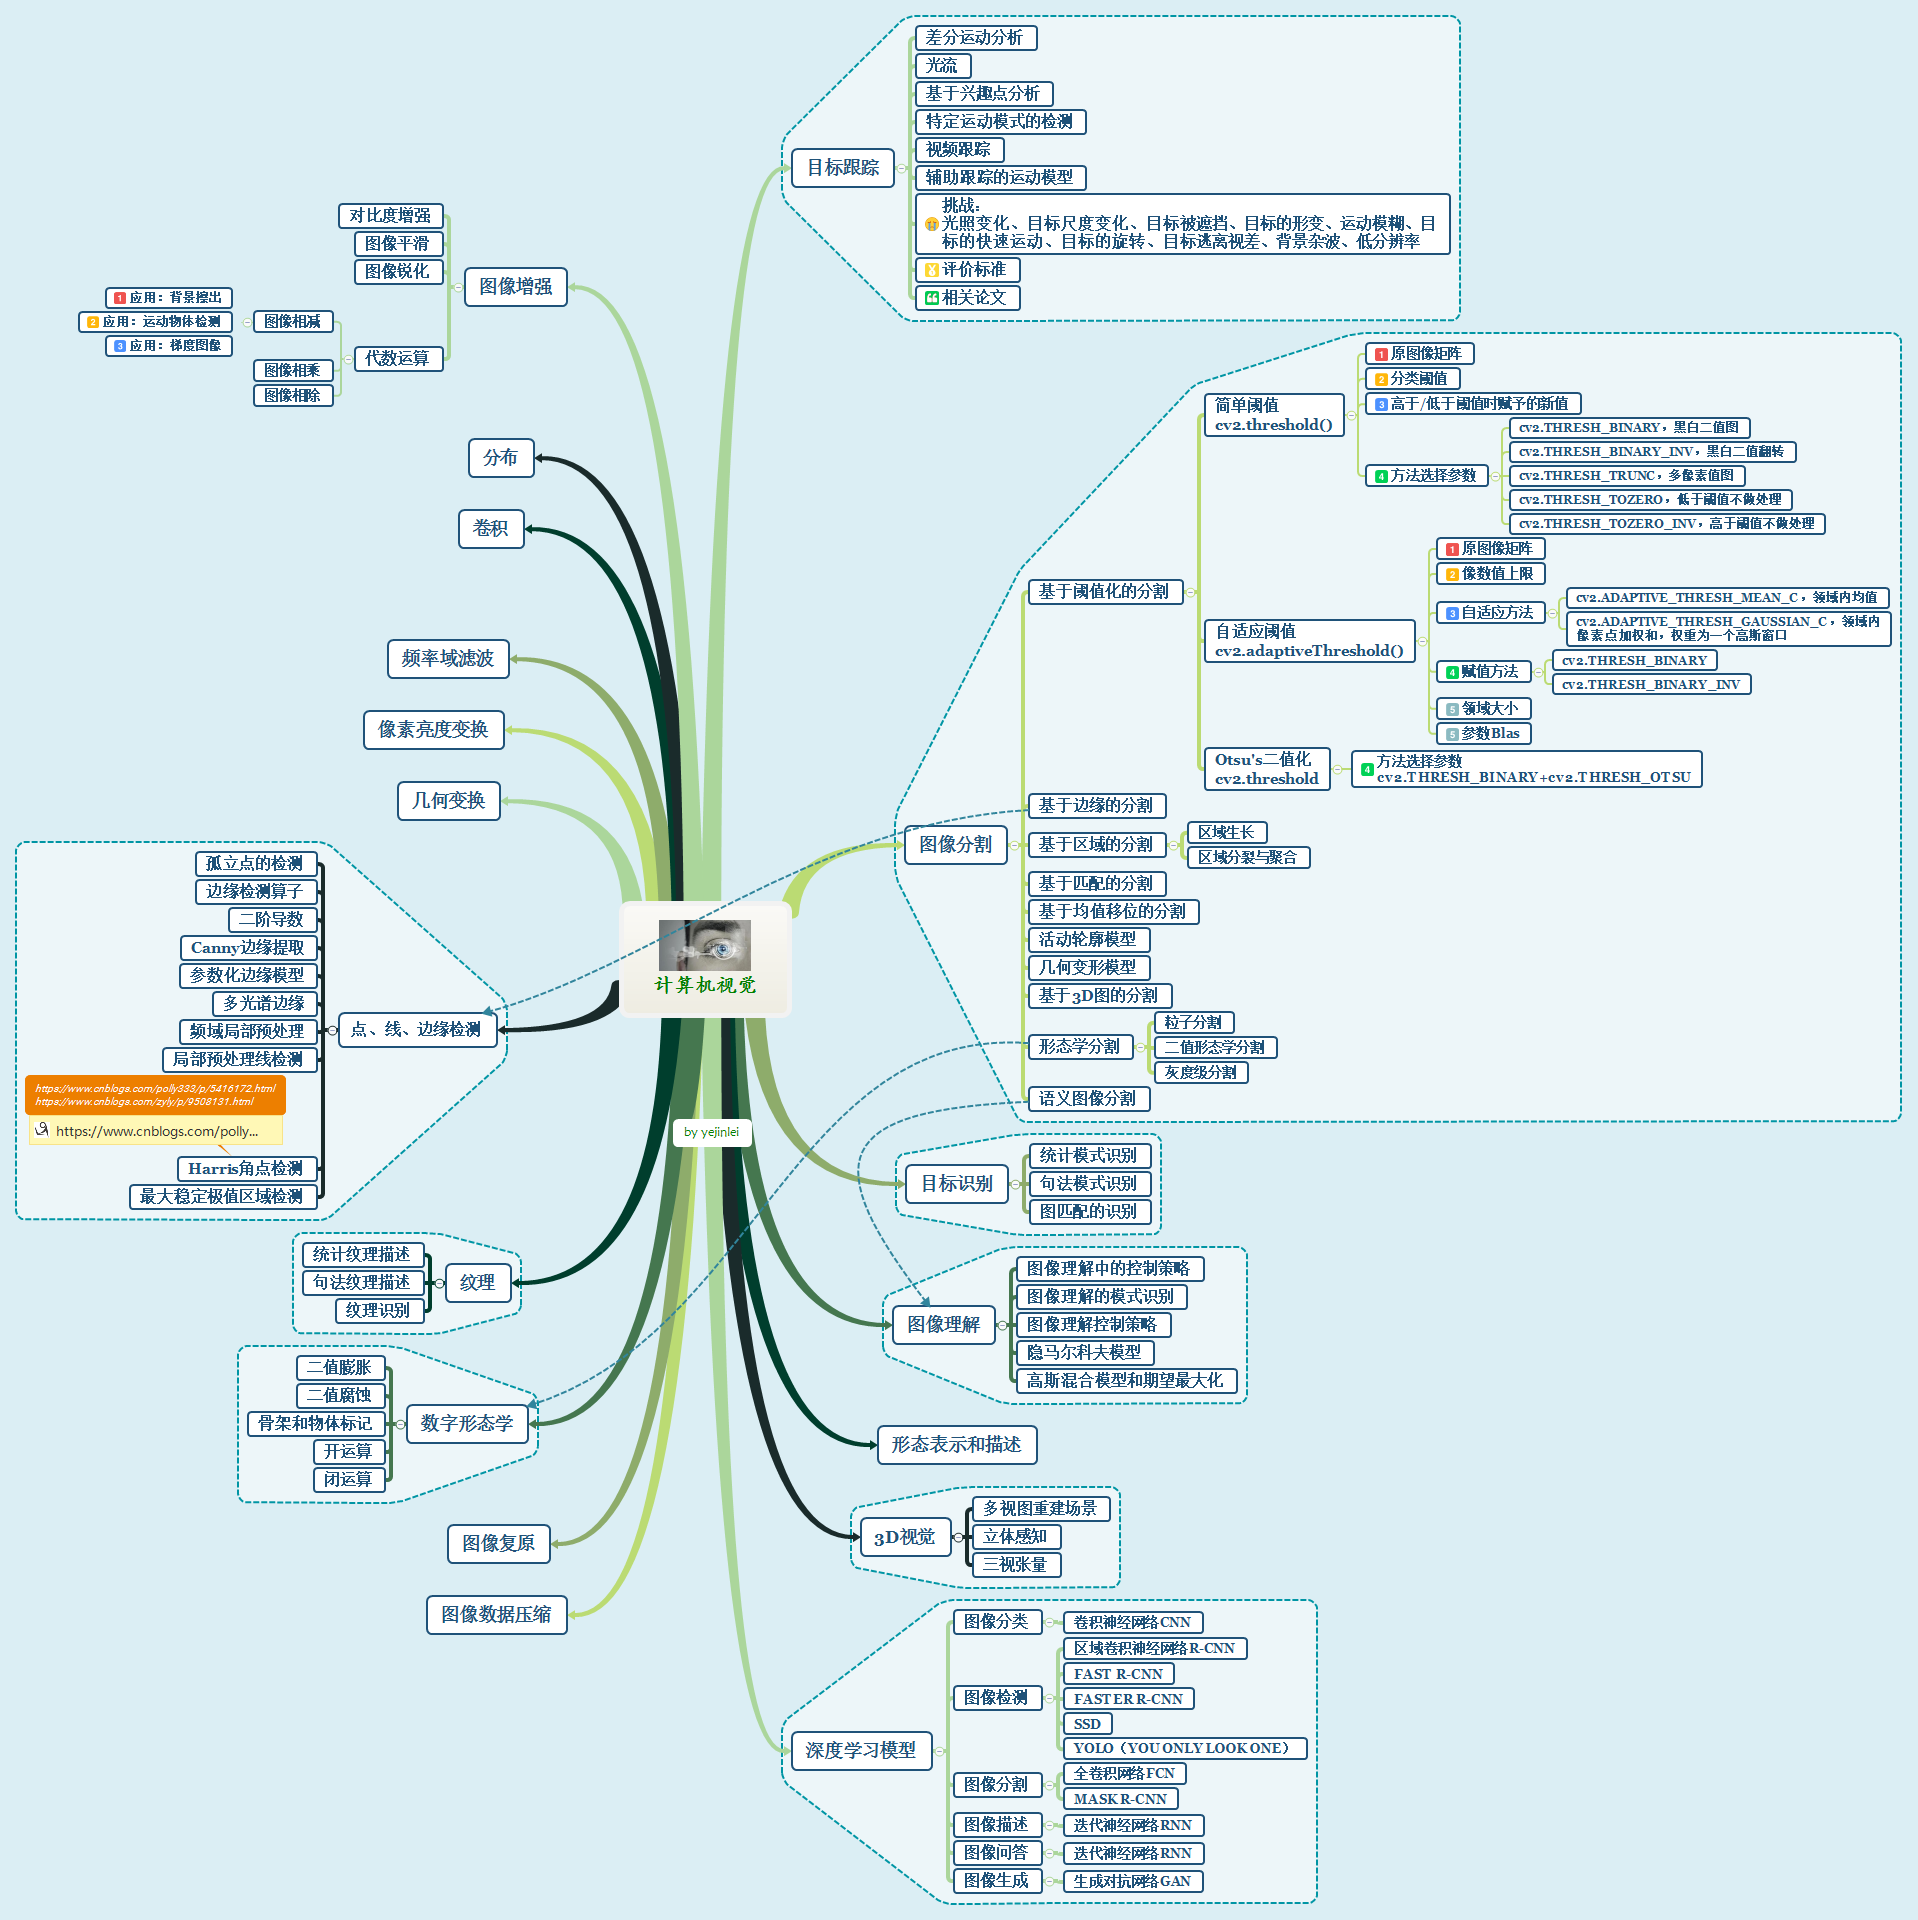 计算机视觉
by yejinlei
目标跟踪
差分运动分析
光流
基于兴趣点分析
特定运动模式的检测
视频跟踪
辅助跟踪的运动模型
挑战：
光照变化、目标尺度变化、目标被遮挡、目标的形变、运动模糊、目
标的快速运动、目标的旋转、目标逃离视差、背景杂波、低分辨率
评价标准
相关论文
图像分割
基于阈值化的分割
简单阈值
cv2.threshold()
1 原图像矩阵
2 分类阈值
3 高于/低于阈值时赋予的新值
4 方法选择参数
cv2.THRESH_BINARY，黑白二值图
cv2.THRESH_BINARY_INV，黑白二值翻转
cv2.THRESH_TRUNC，多像素值图
cv2.THRESH_TOZERO，低于阈值不做处理
cv2.THRESH_TOZERO_INV，高于阈值不做处理
自适应阈值
cv2.adaptiveThreshold()
1 原图像矩阵
2 像数值上限
3 自适应方法
cv2.ADAPTIVE_THRESH_MEAN_C，领域内均值
cv2.ADAPTIVE_THRESH_GAUSSIAN_C，领域内
像素点加权和，权重为一个高斯窗口
4 赋值方法
cv2.THRESH_BINARY
cv2.THRESH_BINARY_INV
5 领域大小
5 参数Blas
Otsu's二值化
cv2.threshold
4 方法选择参数
cv2.THRESH_BINARY+cv2.THRESH_OTSU
基于边缘的分割
基于区域的分割
区域生长
区域分裂与聚合
基于匹配的分割
基于均值移位的分割
活动轮廓模型
几何变形模型
基于3D图的分割
形态学分割
粒子分割
二值形态学分割
灰度级分割
语义图像分割
目标识别
统计模式识别
句法模式识别
图匹配的识别
图像理解
图像理解中的控制策略
图像理解的模式识别
图像理解控制策略
隐马尔科夫模型
高斯混合模型和期望最大化
形态表示和描述
3D视觉
多视图重建场景
立体感知
三视张量
深度学习模型
图像分类
卷积神经网络CNN
图像检测
区域卷积神经网络R-CNN
FAST R-CNN
FASTER R-CNN
SSD
YOLO（YOU ONLY LOOK ONE）
图像分割
全卷积网络FCN
MASK R-CNN
图像描述
迭代神经网络RNN
图像问答
迭代神经网络RNN
图像生成
生成对抗网络GAN
图像增强
对比度增强
图像平滑
图像锐化
代数运算
图像相减
1 应用：背景擦出
2 应用：运动物体检测
3 应用：梯度图像
图像相乘
图像相除
分布
卷积
频率域滤波
像素亮度变换
几何变换
点、线、边缘检测
孤立点的检测
边缘检测算子
二阶导数
Canny边缘提取
参数化边缘模型
多光谱边缘
频域局部预处理
局部预处理线检测
https://www.cnblogs.com/polly333/p/5416172.html
https://www.cnblogs.com/zyly/p/9508131.html
https://www.cnblogs.com/polly...
Harris角点检测
最大稳定极值区域检测
纹理
统计纹理描述
句法纹理描述
纹理识别
数字形态学
二值膨胀
二值腐蚀
骨架和物体标记
开运算
闭运算
图像复原
图像数据压缩